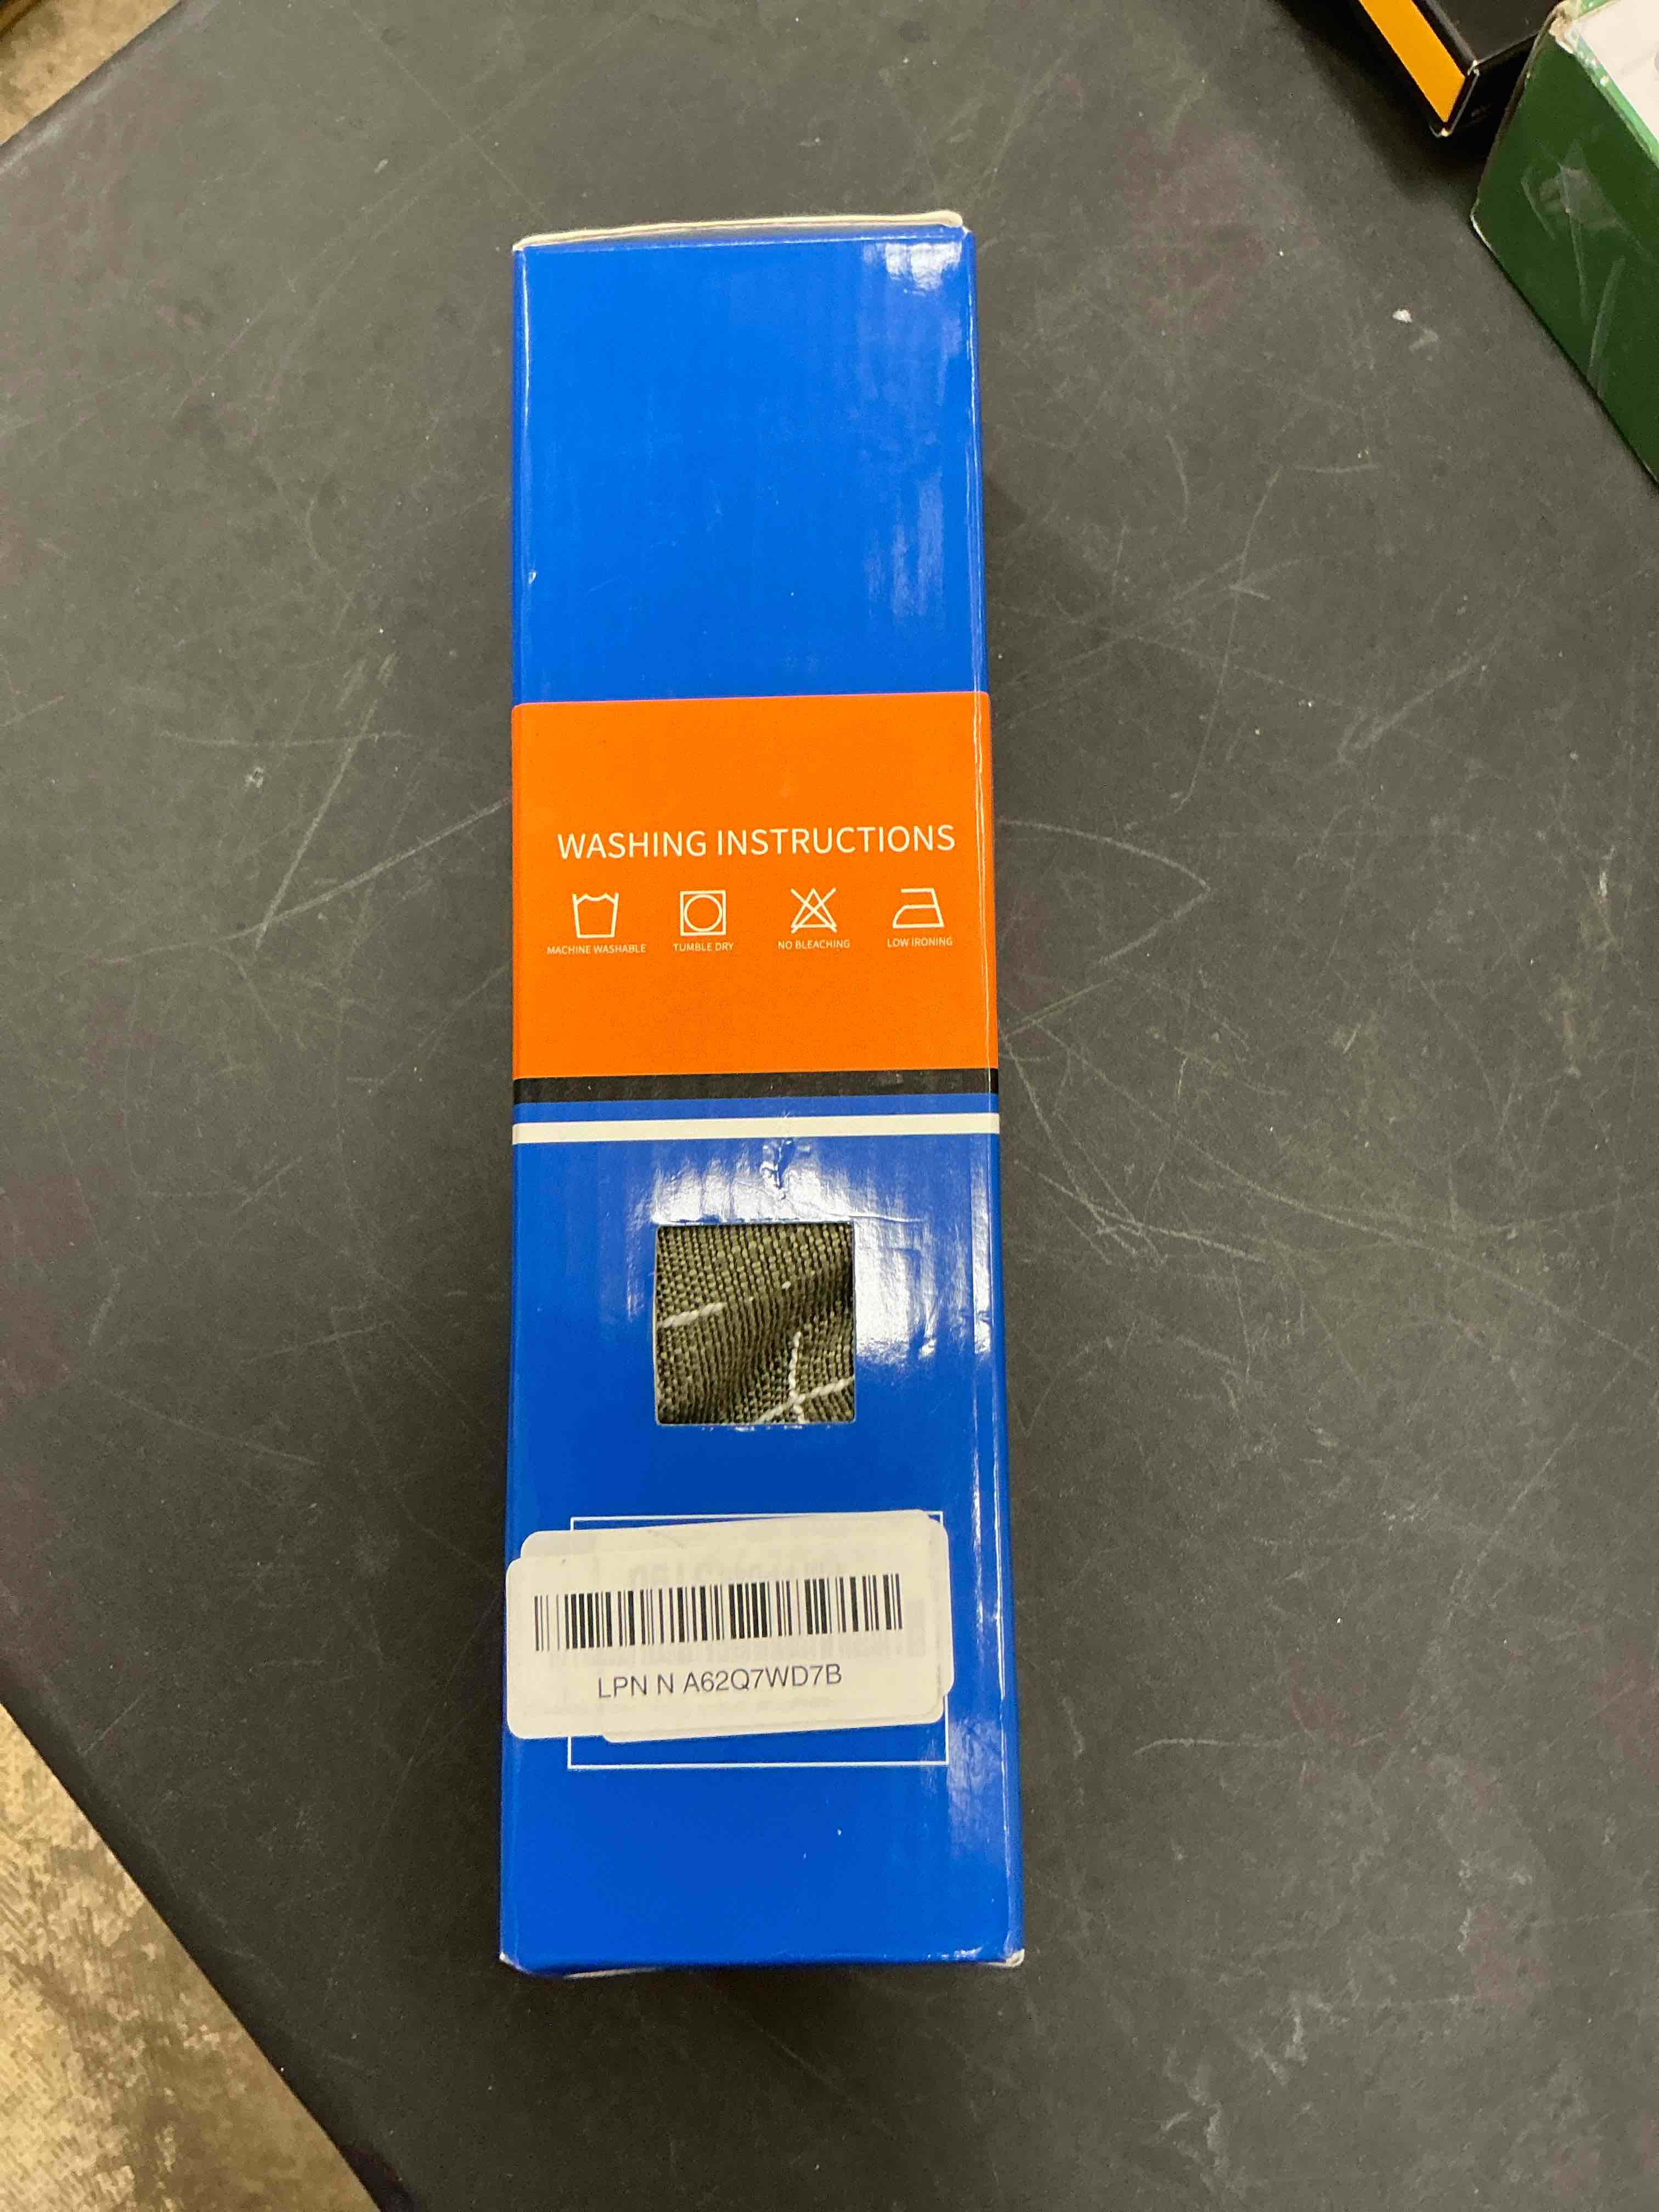 WASHING INSTRUCTIONS
MACHINE WASHABLE TUMBLE DRY NO BLEACHING LOW IRONING
LPN N A62Q7WD7B